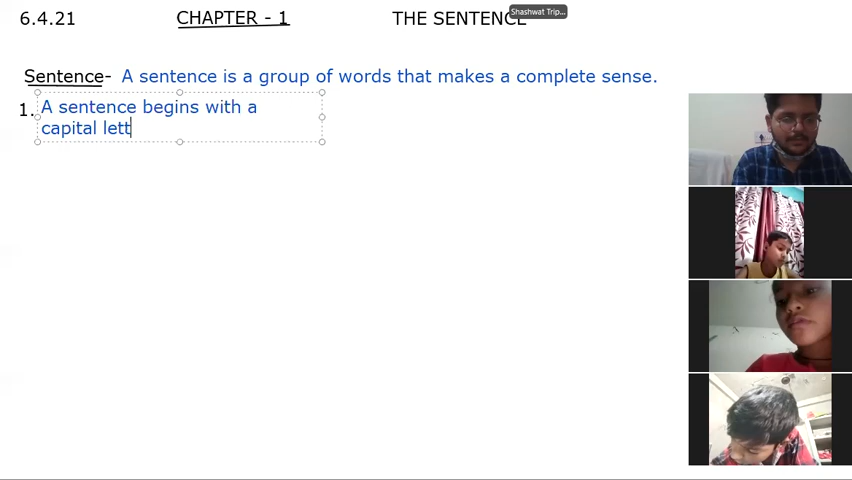 Shashwat Trip...
6.4.21 CHAPTER - 1 THE SENTENCE
Sentence- A sentence is a group of words that makes a complete sense.
1. A sentence begins with a
capital lett